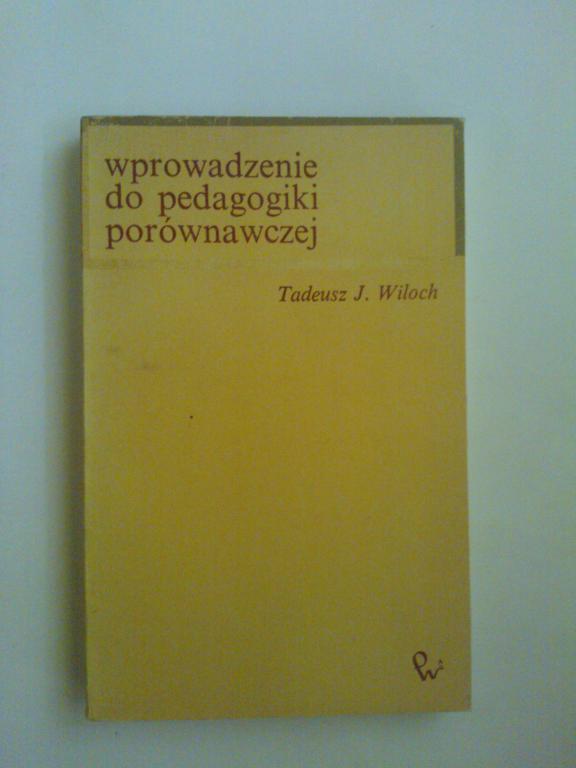 wprowadzenie
do pedagogiki
porównawczej
Tadeusz J. Wiloch